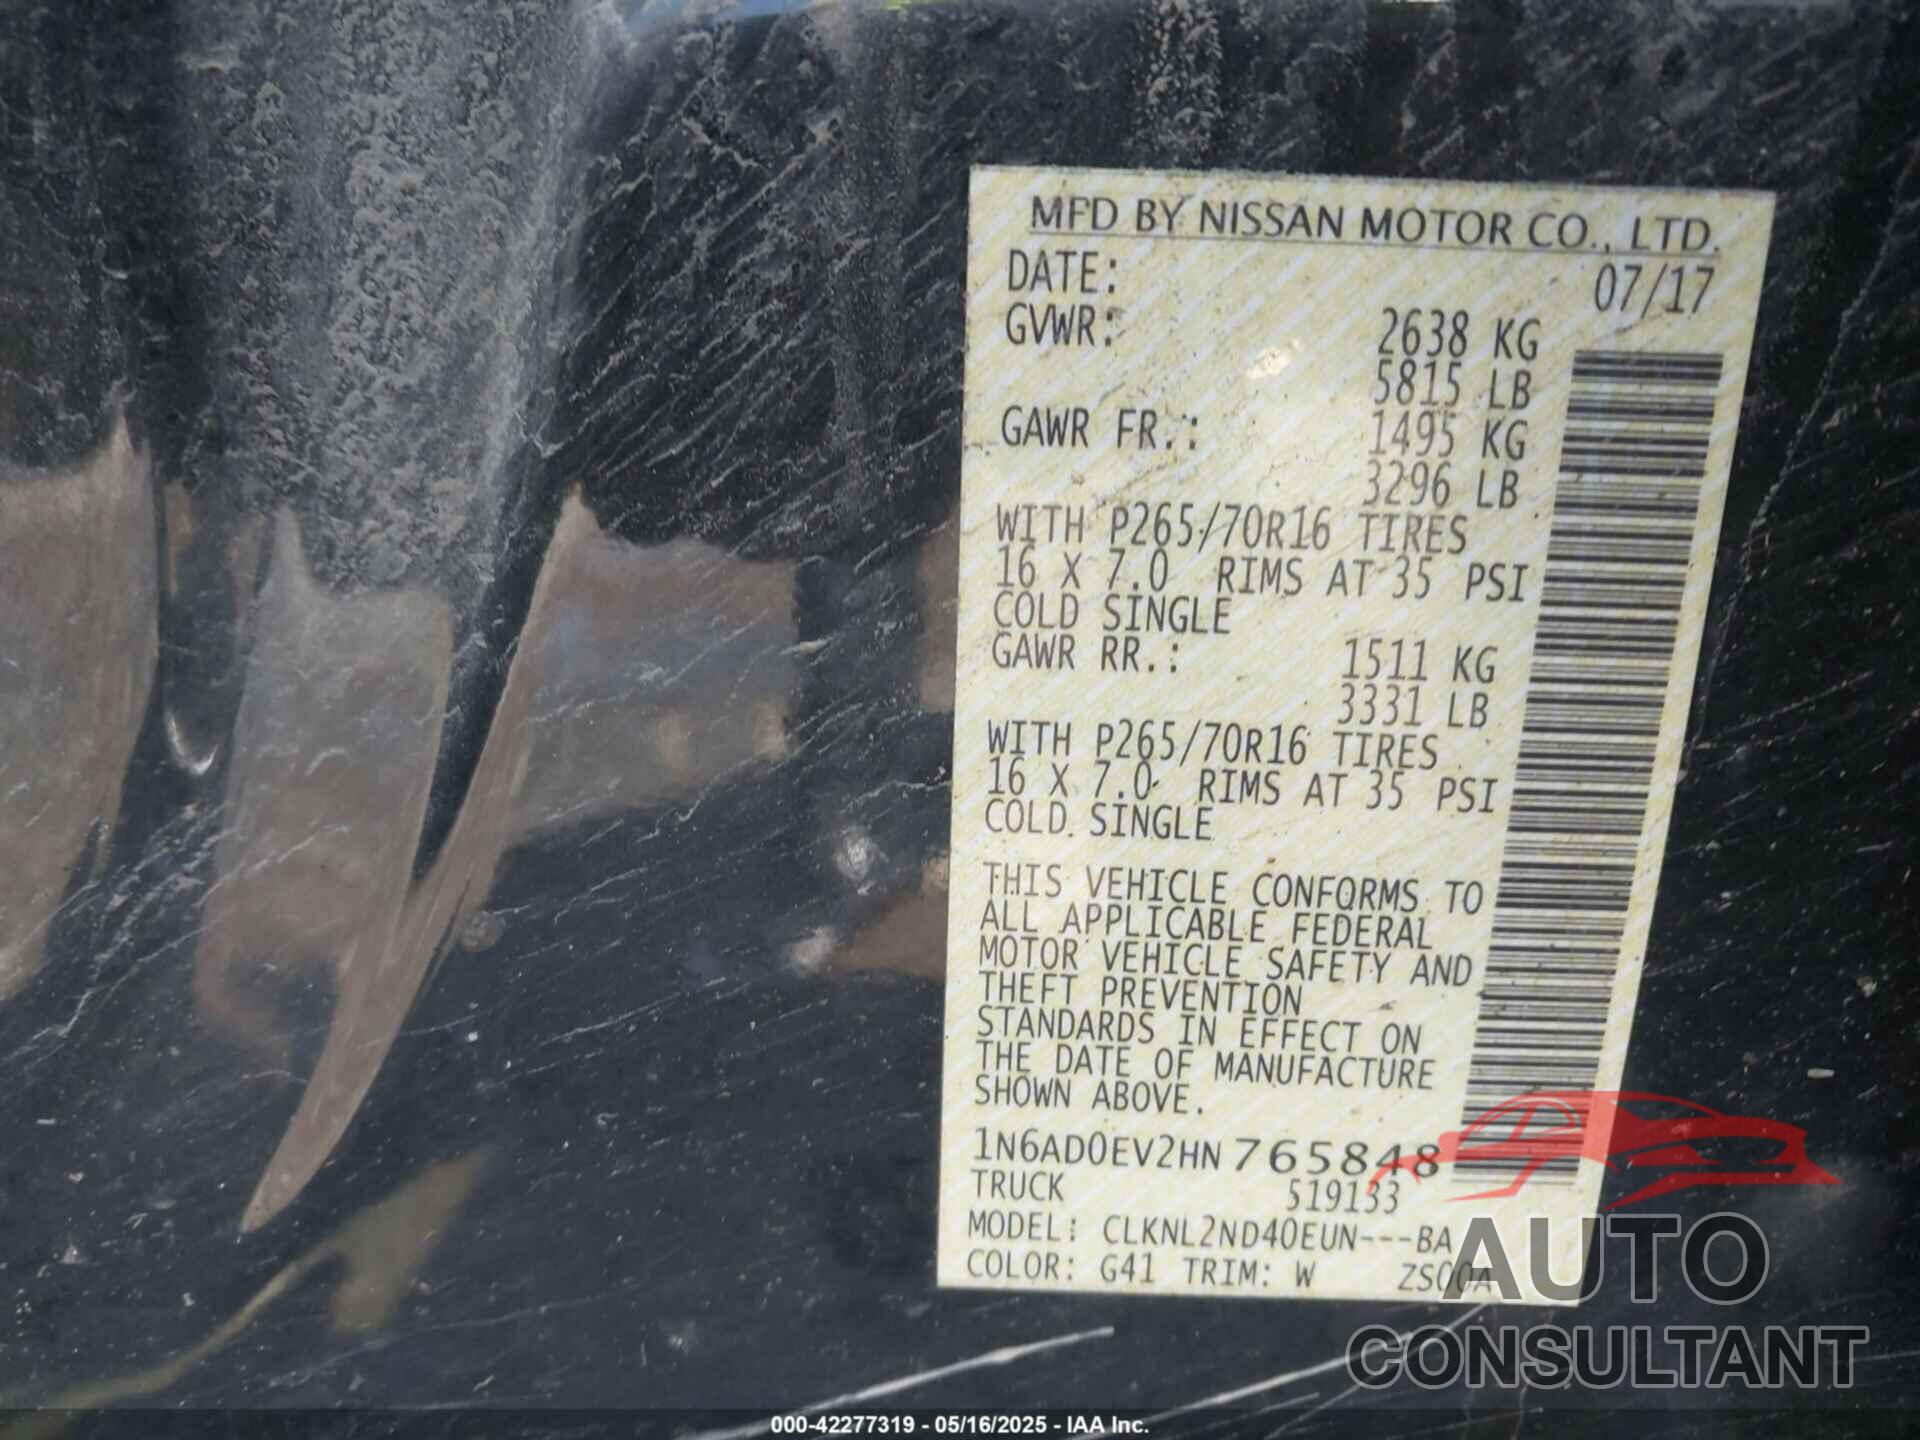 MFD BY NISSAN MOTOR CO., LTD.
DATE: 07/17
GVWR: 2638 KG
5815 LB
GAWR FR.: 1495 KG
3296 LB
WITH P265/70R16 TIRES
16 X 7.0 RIMS AT 35 PSI
COLD SINGLE
GAWR RR.: 1511 KG
3331 LB
WITH P265/70R16 TIRES
16 X 7.0 RIMS AT 35 PSI
COLD SINGLE
THIS VEHICLE CONFORMS TO
ALL APPLICABLE FEDERAL
MOTOR VEHICLE SAFETY AND
THEFT PREVENTION
STANDARDS IN EFFECT ON
THE DATE OF MANUFACTURE
SHOWN ABOVE.
1N6AD0EV2HN765848
TRUCK 519133
MODEL: CLKNL2ND40EUN---BA
COLOR: G41 TRIM: W ZS00A
AUTO
CONSULTANT
000-42277319 - 05/16/2025 - IAA Inc.